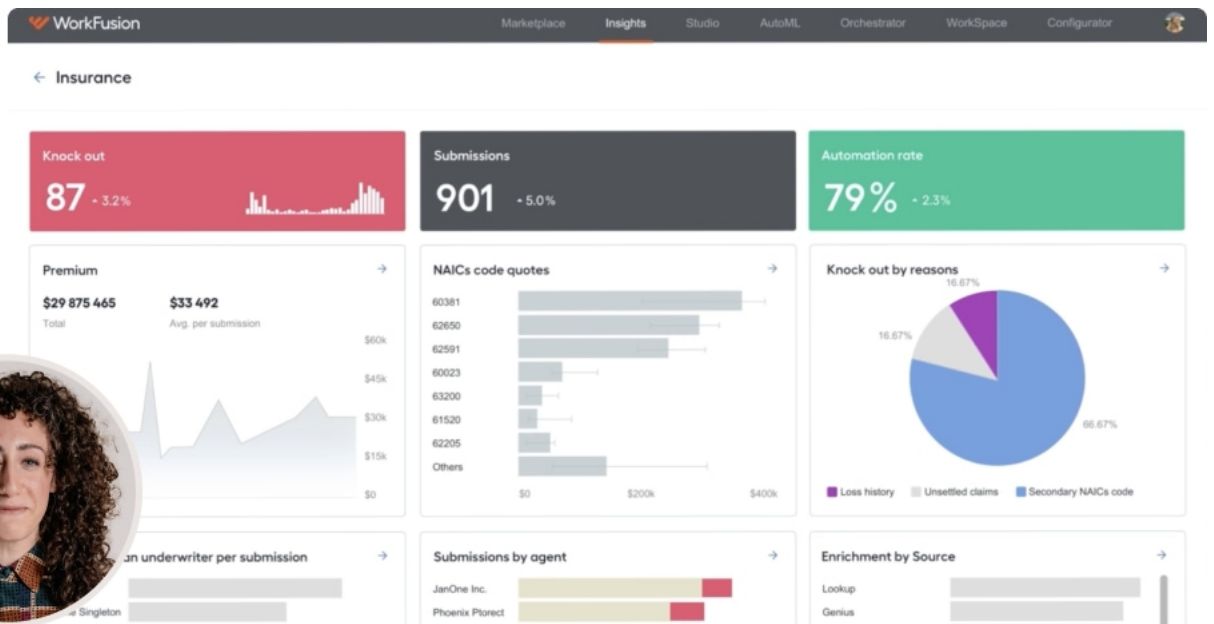 WorkFusion
Marketplace Insights Studio AutoML Orchestrator WorkSpace Configurator
← Insurance
Knock out
87 3.2%
Submissions
901 5.0%
Automation rate
79% 2.3%
Premium
$29 875 465
Total
$33 492
Avg. per submission
$60k
$45k
$30k
$15k
$0
NAICs code quotes
60381
62650
62591
60023
63200
61520
62205
Others
$0 $200k $400k
Knock out by reasons
16.67%
16.67%
66.67%
Loss history Unsettled claims Secondary NAICs code
underwriter per submission
Singleton
Submissions by agent
JanOne Inc.
Phoenix Ptorect
Enrichment by Source
Lookup
Genius